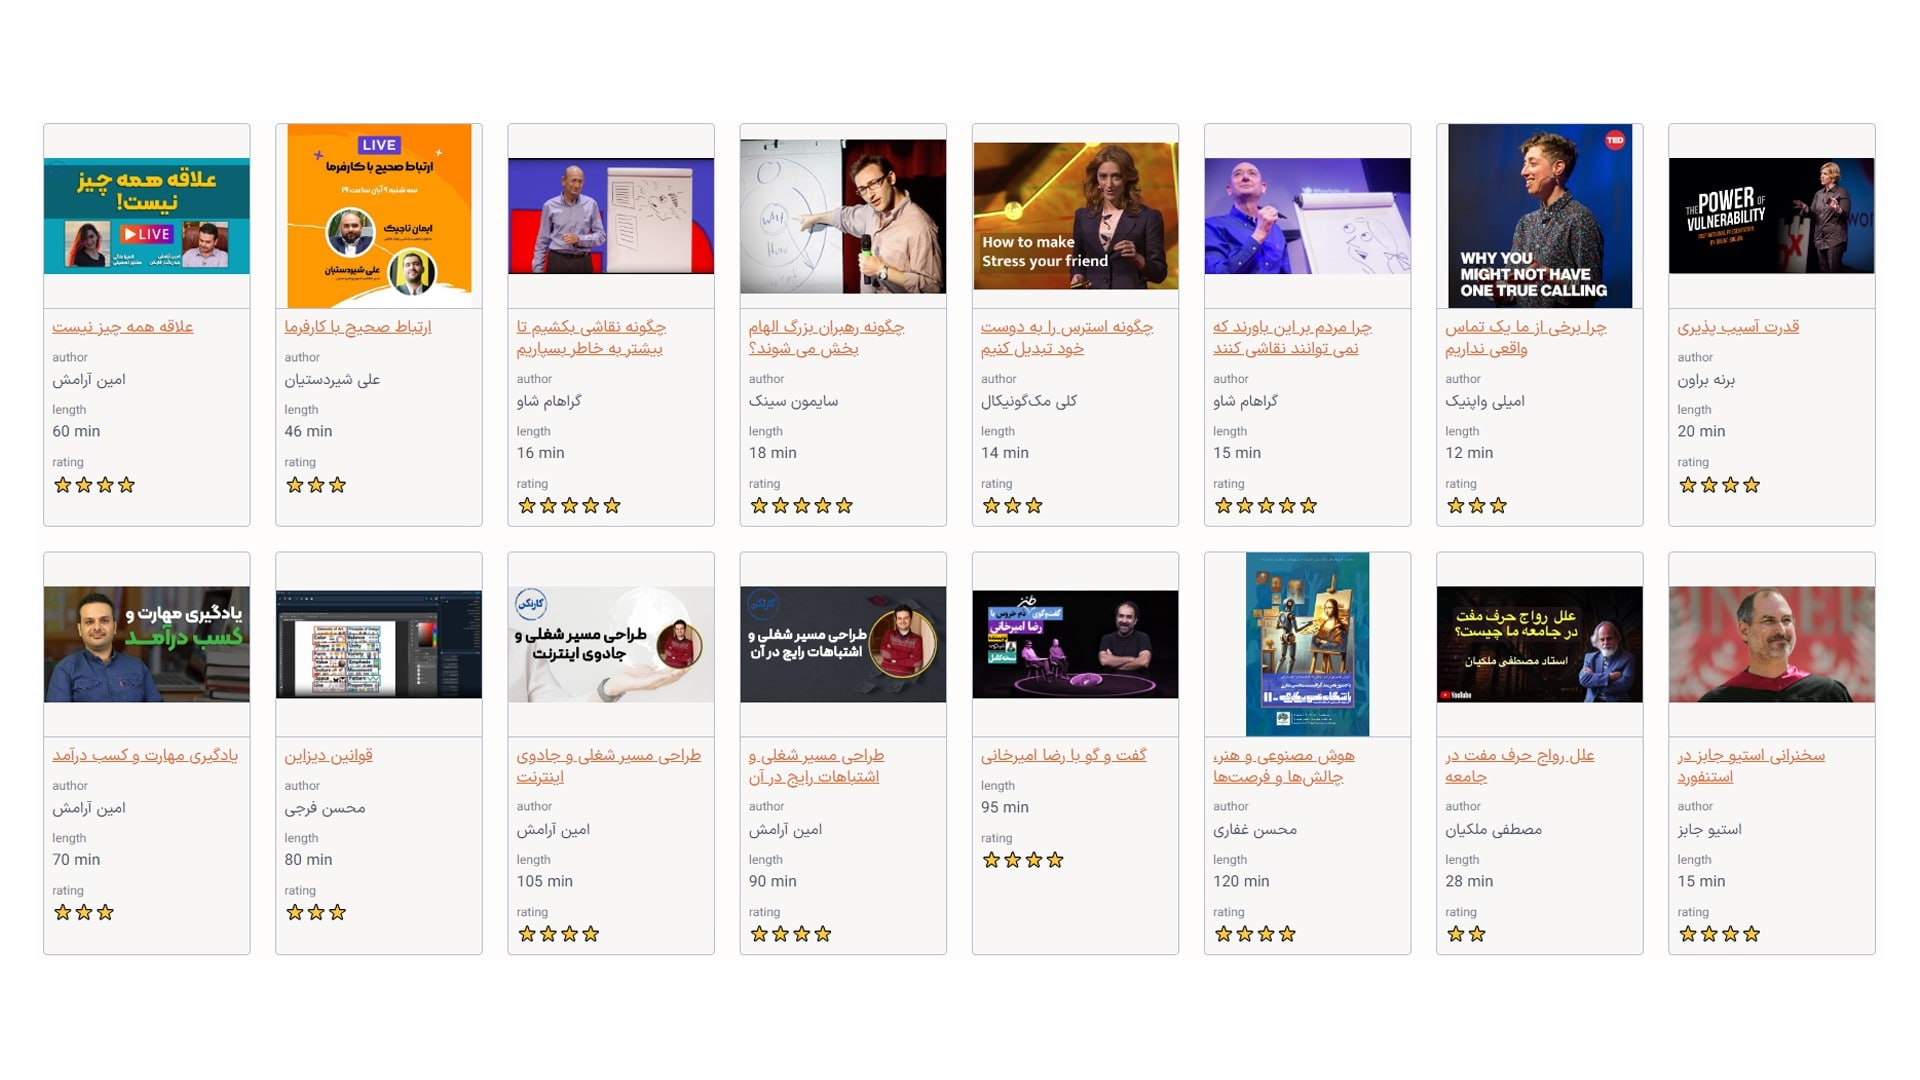 علاقه همه چیز
نیست!
LIVE
علاقه همه چیز نیست
author
امین آرامش
length
60 min
rating
LIVE
ارتباط صحیح با کارفرما
سه شنبه ۹ آبان ساعت ۱۹
ایمان تاجیک
علی شیردستیان
ارتباط صحیح با کارفرما
author
علی شیردستیان
length
46 min
rating
چگونه نقاشی بکشیم تا
بیشتر به خاطر بسپاریم
author
گراهام شاو
length
16 min
rating
Why
How
چگونه رهبران بزرگ الهام
بخش می شوند؟
author
سایمون سینک
length
18 min
rating
How to make
Stress your friend
چگونه استرس را به دوست
خود تبدیل کنیم
author
کلی مک‌گونیکال
length
14 min
rating
چرا مردم بر این باورند که
نمی توانند نقاشی کنند
author
گراهام شاو
length
15 min
rating
TED
WHY YOU
MIGHT NOT HAVE
ONE TRUE CALLING
چرا برخی از ما یک تماس
واقعی نداریم
author
امیلی واپنیک
length
12 min
rating
THE POWER OF
VULNERABILITY
قدرت آسیب پذیری
author
برنه براون
length
20 min
rating
یادگیری مهارت و
کسب درآمد
یادگیری مهارت و کسب درآمد
author
امین آرامش
length
70 min
rating
قوانین دیزاین
author
محسن فرجی
length
80 min
rating
کارنکن
طراحی مسیر شغلی و
جادوی اینترنت
طراحی مسیر شغلی و جادوی
اینترنت
author
امین آرامش
length
105 min
rating
کارنکن
طراحی مسیر شغلی و
اشتباهات رایج در آن
طراحی مسیر شغلی و
اشتباهات رایج در آن
author
امین آرامش
length
90 min
rating
گفت‌وگوی
رضا امیرخانی
گفت و گو با رضا امیرخانی
length
95 min
rating
هوش مصنوعی و هنر،
چالش‌ها و فرصت‌ها
author
محسن غفاری
length
120 min
rating
علل رواج حرف مفت
در جامعه ما چیست؟
استاد مصطفی ملکیان
YouTube
علل رواج حرف مفت در
جامعه
author
مصطفی ملکیان
length
28 min
rating
سخنرانی استیو جابز در
استنفورد
author
استیو جابز
length
15 min
rating